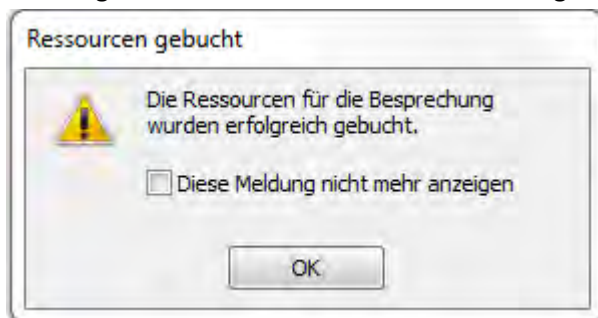 Ressourcen gebucht
Die Ressourcen für die Besprechung
wurden erfolgreich gebucht.
Diese Meldung nicht mehr anzeigen
OK